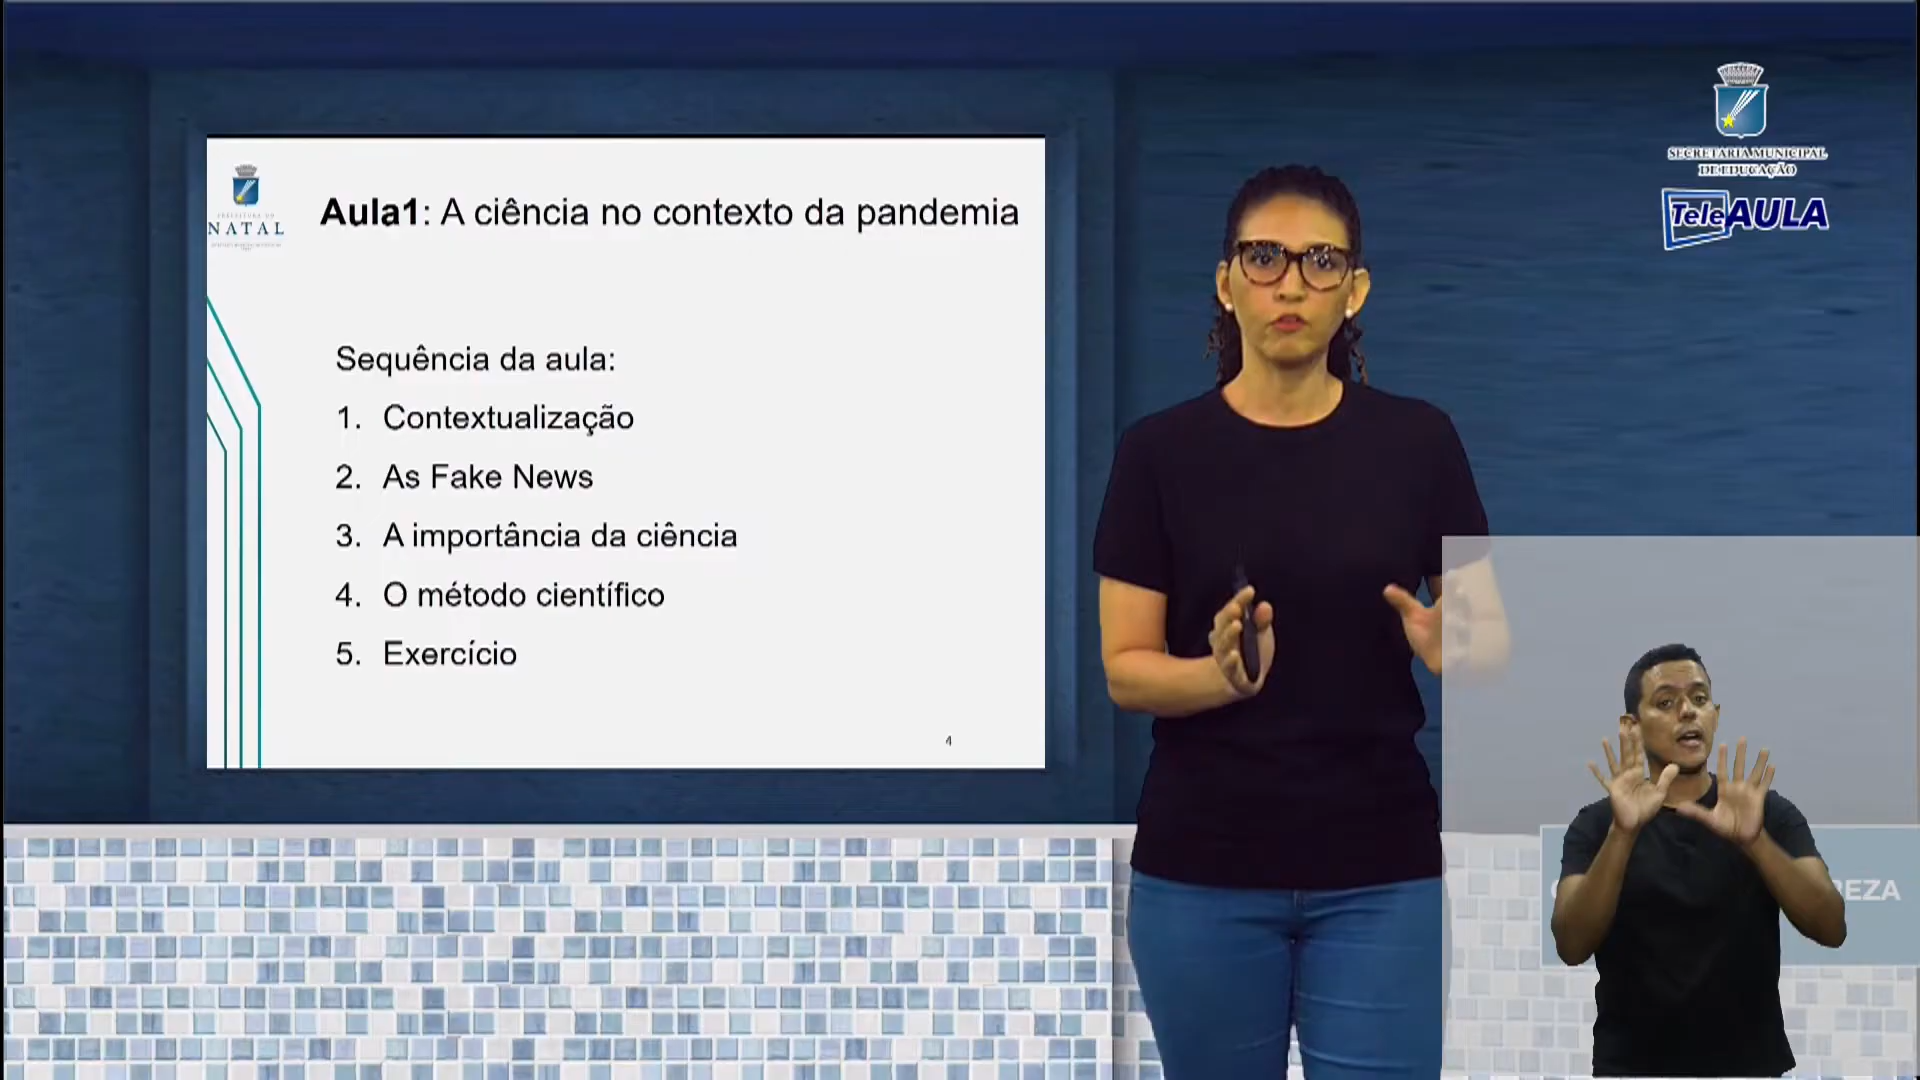 NATAL
Aula1: A ciência no contexto da pandemia
Sequência da aula:
1. Contextualização
2. As Fake News
3. A importância da ciência
4. O método científico
5. Exercício
4
SECRETARIA MUNICIPAL
DE EDUCAÇÃO
TeleAULA